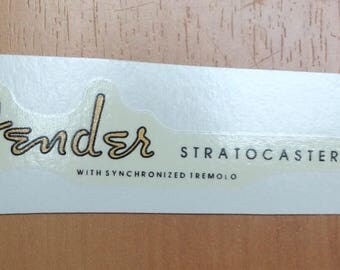 Fender STRATOCASTER
WITH SYNCHRONIZED TREMOLO